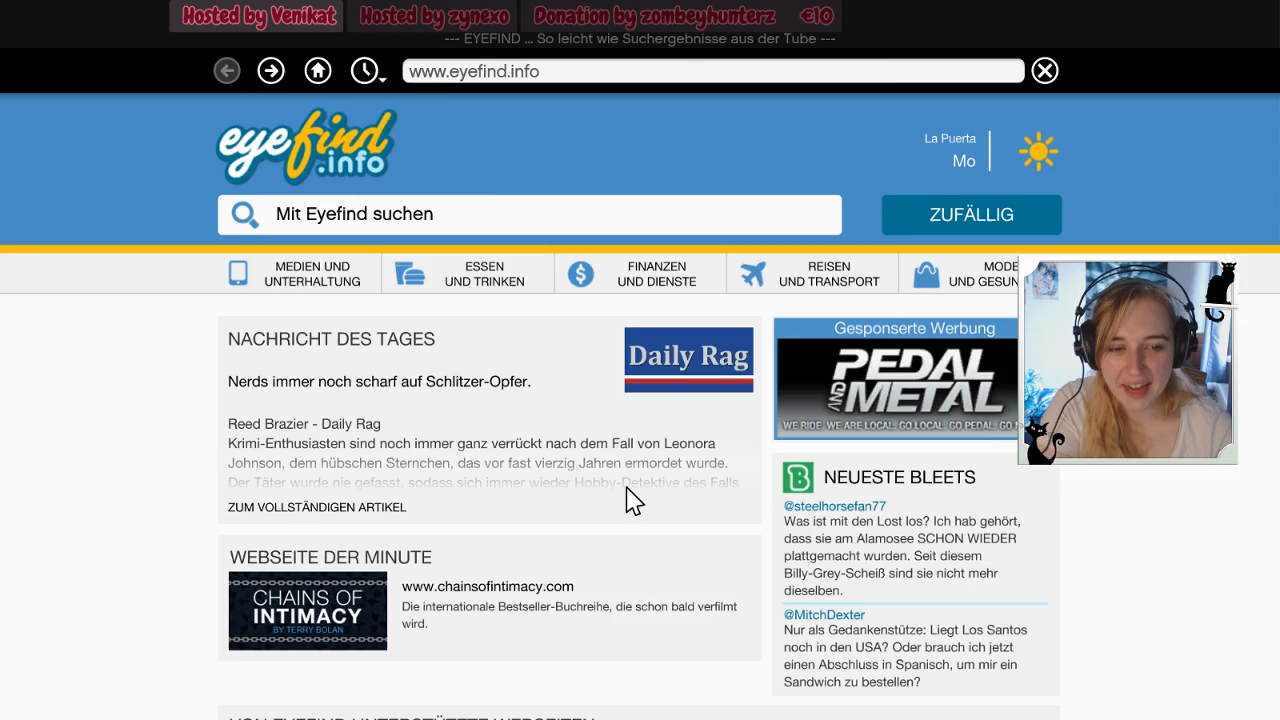 Hosted by Venikat
Hosted by zynexo
Donation by zombeyhunterz €10
--- EYEFIND ... So leicht wie Suchergebnisse aus der Tube ---
www.eyefind.info
eyefind
.info
La Puerta
Mo
Mit Eyefind suchen
ZUFÄLLIG
MEDIEN UND
UNTERHALTUNG
ESSEN
UND TRINKEN
FINANZEN
UND DIENSTE
REISEN
UND TRANSPORT
MODE
UND GESUN
NACHRICHT DES TAGES
Daily Rag
Nerds immer noch scharf auf Schlitzer-Opfer.
Reed Brazier - Daily Rag
Krimi-Enthusiasten sind noch immer ganz verrückt nach dem Fall von Leonora
Johnson, dem hübschen Sternchen, das vor fast vierzig Jahren ermordet wurde.
Der Täter wurde nie gefasst, sodass sich immer wieder Hobby-Detektive des Falls
ZUM VOLLSTÄNDIGEN ARTIKEL
Gesponserte Werbung
PEDAL
AND METAL
WE RIDE WE ARE LOCAL. GO LOCAL. GO PEDAL. GO
WEBSEITE DER MINUTE
CHAINS OF
INTIMACY
BY TERRY BOLAN
www.chainsofintimacy.com
Die internationale Bestseller-Buchreihe, die schon bald verfilmt
wird.
NEUESTE BLEETS
@steelhorsefan77
Was ist mit den Lost los? Ich hab gehört,
dass sie am Alamosee SCHON WIEDER
plattgemacht wurden. Seit diesem
Billy-Grey-Scheiß sind sie nicht mehr
dieselben.
@MitchDexter
Nur als Gedankenstütze: Liegt Los Santos
noch in den USA? Oder brauch ich jetzt
einen Abschluss in Spanisch, um mir ein
Sandwich zu bestellen?
VON EYEFIND UNTERSTÜTZTE WEBSEITEN